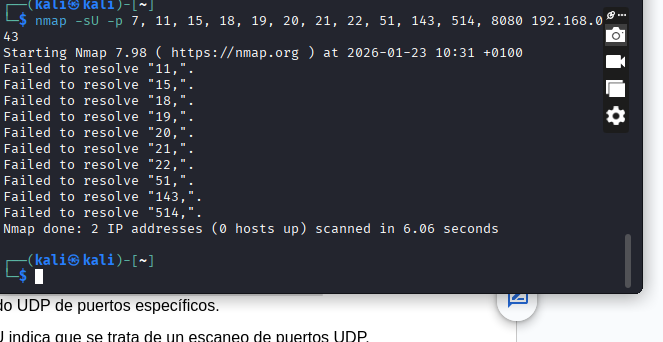 ┌──(kali㉿kali)-[~]
└─$ nmap -sU -p 7, 11, 15, 18, 19, 20, 21, 22, 51, 143, 514, 8080 192.168.0
43
Starting Nmap 7.98 ( https://nmap.org ) at 2026-01-23 10:31 +0100
Failed to resolve "11,".
Failed to resolve "15,".
Failed to resolve "18,".
Failed to resolve "19,".
Failed to resolve "20,".
Failed to resolve "21,".
Failed to resolve "22,".
Failed to resolve "51,".
Failed to resolve "143,".
Failed to resolve "514,".
Nmap done: 2 IP addresses (0 hosts up) scanned in 6.06 seconds
┌──(kali㉿kali)-[~]
└─$
do UDP de puertos específicos.
U indica que se trata de un escaneo de puertos UDP.